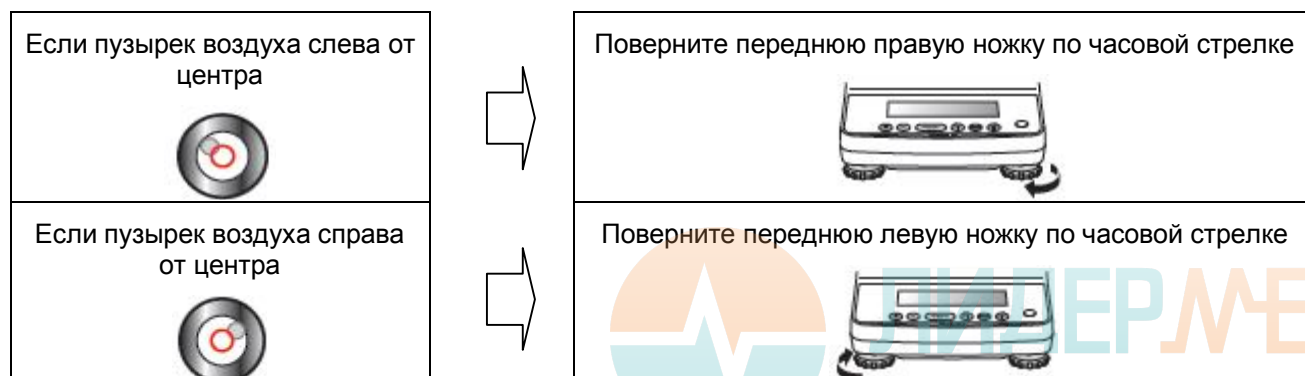 Если пузырек воздуха слева от
центра
Поверните переднюю правую ножку по часовой стрелке
Если пузырек воздуха справа
от центра
Поверните переднюю левую ножку по часовой стрелке
ЛИДЕРМЕ